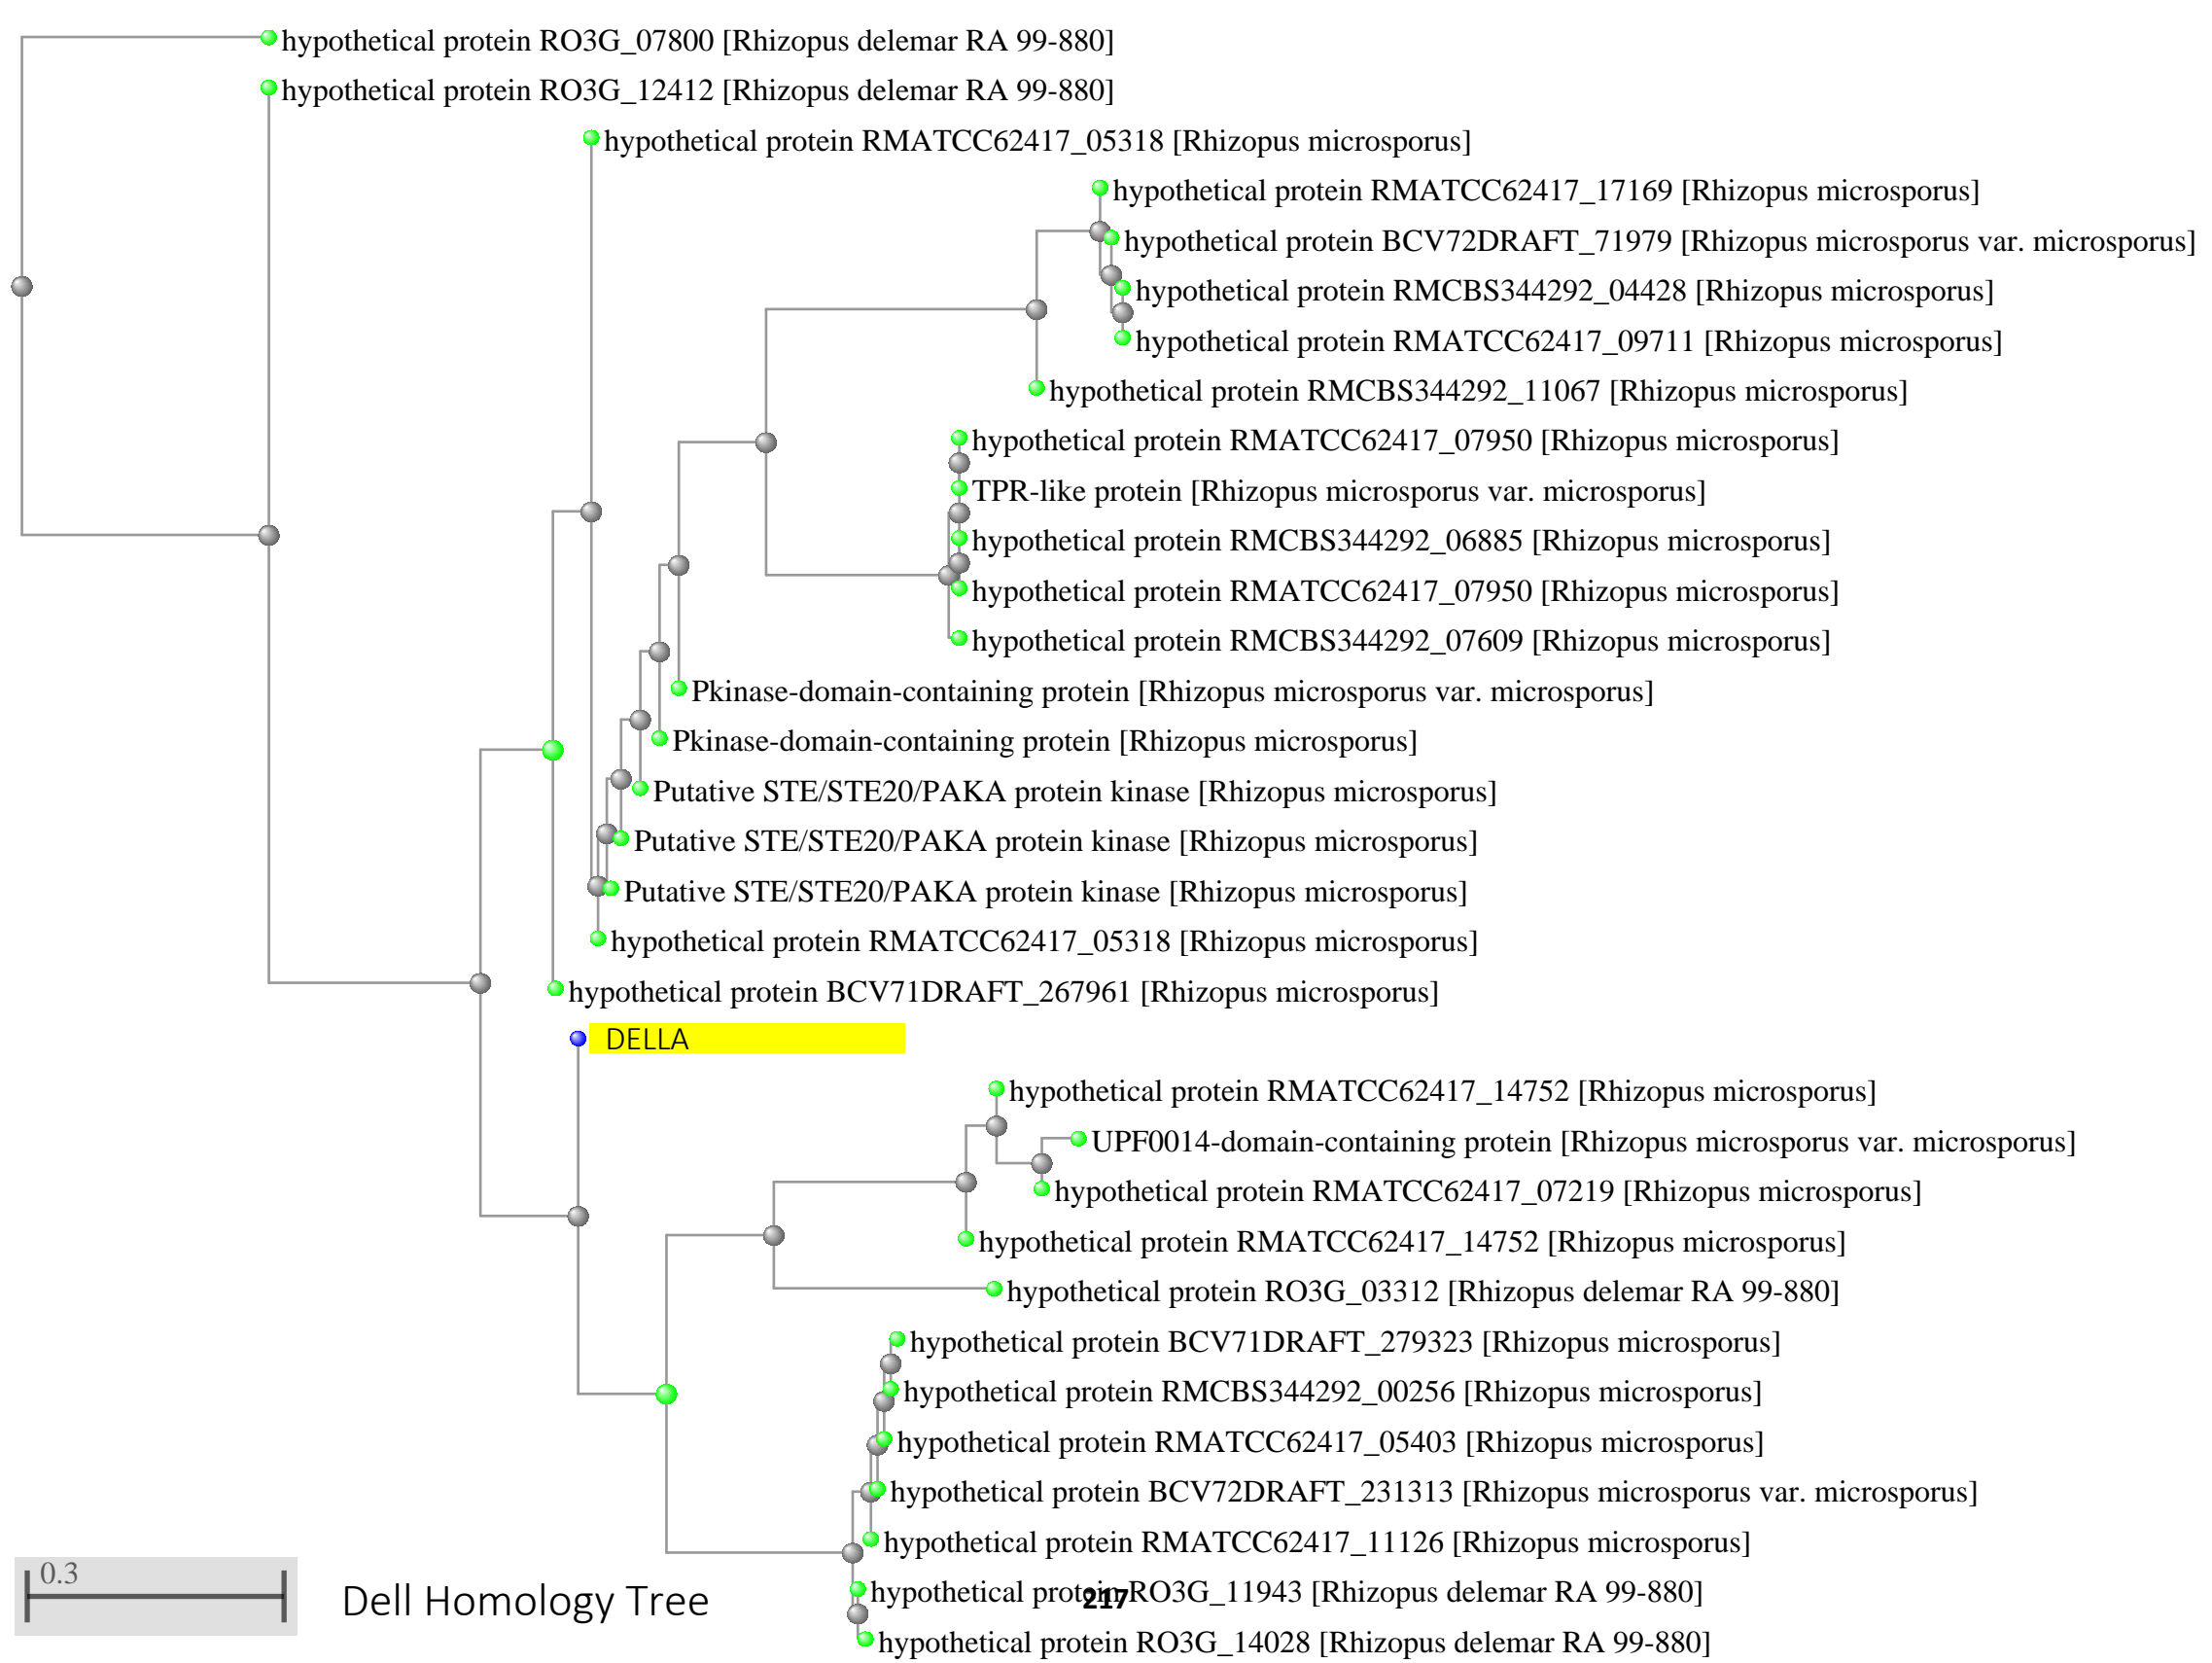 hypothetical protein RO3G_07800 [Rhizopus delemar RA 99-880]
hypothetical protein RO3G_12412 [Rhizopus delemar RA 99-880]
hypothetical protein RMATCC62417_05318 [Rhizopus microsporus]
hypothetical protein RMATCC62417_17169 [Rhizopus microsporus]
hypothetical protein BCV72DRAFT_71979 [Rhizopus microsporus var. microsporus]
hypothetical protein RMCBS344292_04428 [Rhizopus microsporus]
hypothetical protein RMATCC62417_09711 [Rhizopus microsporus]
hypothetical protein RMCBS344292_11067 [Rhizopus microsporus]
hypothetical protein RMATCC62417_07950 [Rhizopus microsporus]
TPR-like protein [Rhizopus microsporus var. microsporus]
hypothetical protein RMCBS344292_06885 [Rhizopus microsporus]
hypothetical protein RMATCC62417_07950 [Rhizopus microsporus]
hypothetical protein RMCBS344292_07609 [Rhizopus microsporus]
Pkinase-domain-containing protein [Rhizopus microsporus var. microsporus]
Pkinase-domain-containing protein [Rhizopus microsporus]
Putative STE/STE20/PAKA protein kinase [Rhizopus microsporus]
Putative STE/STE20/PAKA protein kinase [Rhizopus microsporus]
Putative STE/STE20/PAKA protein kinase [Rhizopus microsporus]
hypothetical protein RMATCC62417_05318 [Rhizopus microsporus]
hypothetical protein BCV71DRAFT_267961 [Rhizopus microsporus]
DELLA
hypothetical protein RMATCC62417_14752 [Rhizopus microsporus]
UPF0014-domain-containing protein [Rhizopus microsporus var. microsporus]
hypothetical protein RMATCC62417_07219 [Rhizopus microsporus]
hypothetical protein RMATCC62417_14752 [Rhizopus microsporus]
hypothetical protein RO3G_03312 [Rhizopus delemar RA 99-880]
hypothetical protein BCV71DRAFT_279323 [Rhizopus microsporus]
hypothetical protein RMCBS344292_00256 [Rhizopus microsporus]
hypothetical protein RMATCC62417_05403 [Rhizopus microsporus]
hypothetical protein BCV72DRAFT_231313 [Rhizopus microsporus var. microsporus]
hypothetical protein RMATCC62417_11126 [Rhizopus microsporus]
hypothetical protein RO3G_11943 [Rhizopus delemar RA 99-880]
hypothetical protein RO3G_14028 [Rhizopus delemar RA 99-880]
0.3
Dell Homology Tree
217